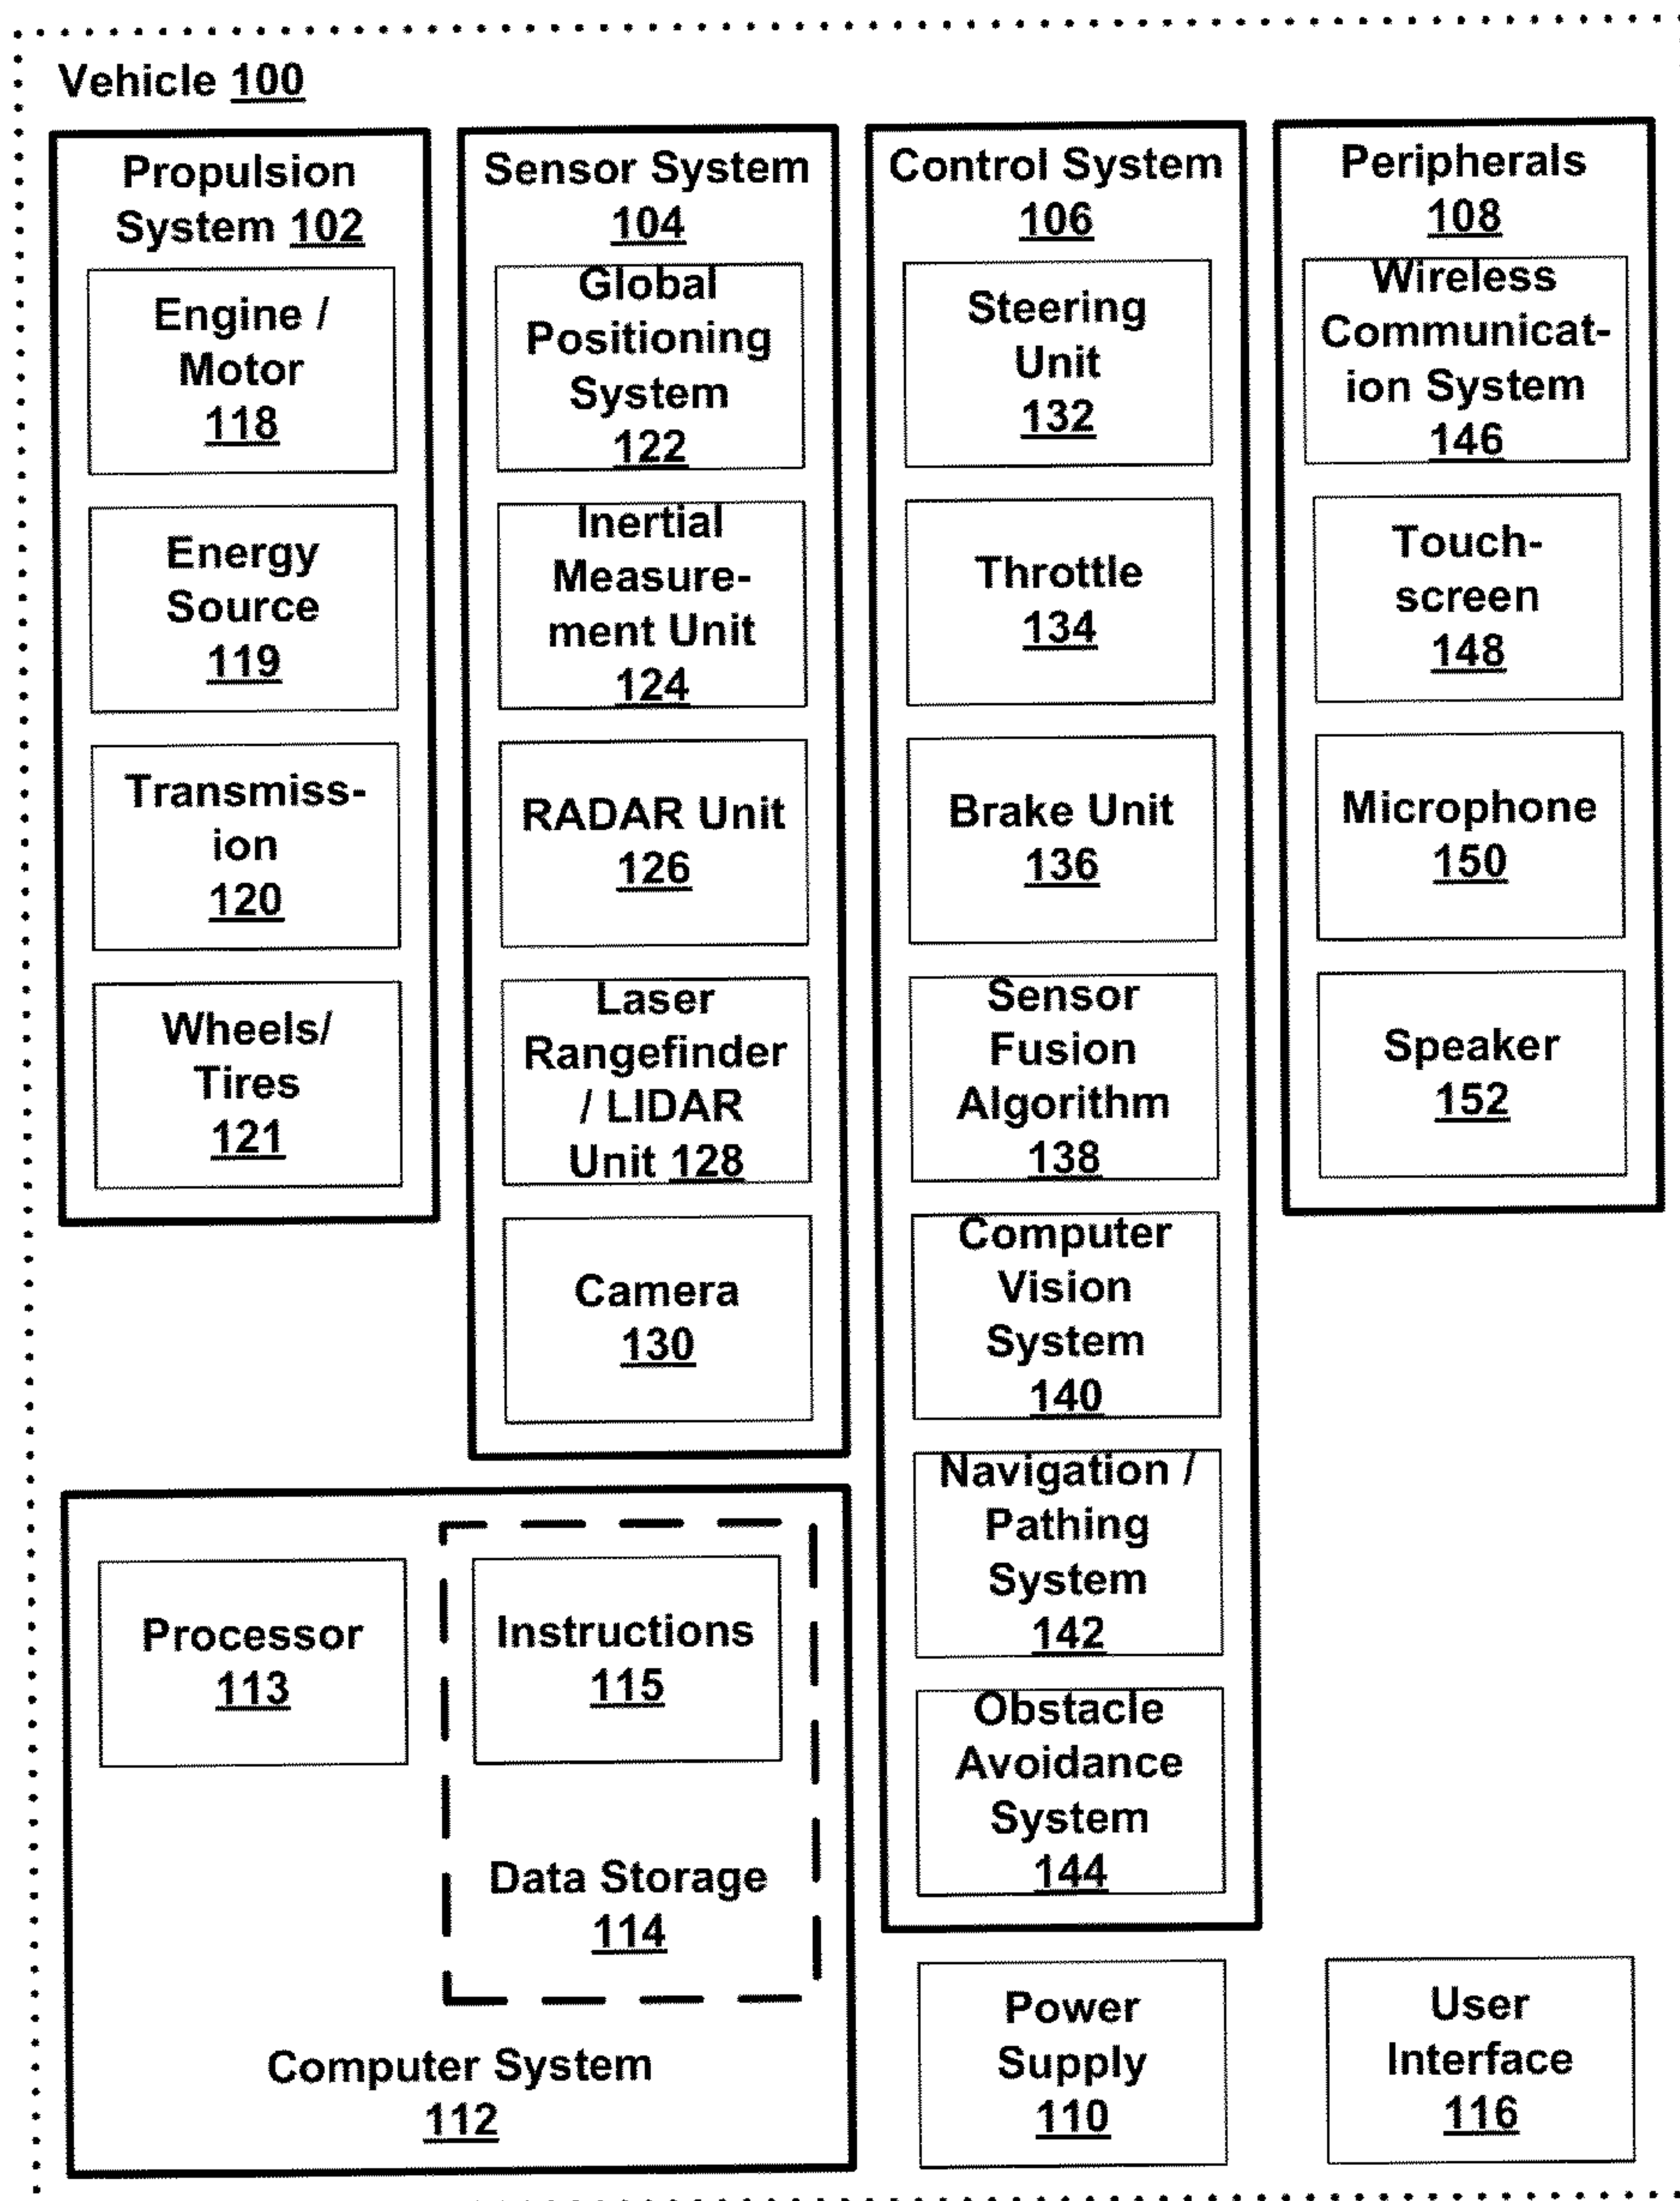 Vehicle 100
Propulsion
System 102
Engine /
Motor
118
Energy
Source
119
Transmiss-
ion
120
Wheels/
Tires
121
Sensor System
104
Global
Positioning
System
122
Inertial
Measure-
ment Unit
124
RADAR Unit
126
Laser
Rangefinder
/ LIDAR
Unit 128
Camera
130
Control System
106
Steering
Unit
132
Throttle
134
Brake Unit
136
Sensor
Fusion
Algorithm
138
Computer
Vision
System
140
Navigation /
Pathing
System
142
Obstacle
Avoidance
System
144
Peripherals
108
Wireless
Communicat-
ion System
146
Touch-
screen
148
Microphone
150
Speaker
152
Processor
113
Instructions
115
Data Storage
114
Computer System
112
Power
Supply
110
User
Interface
116